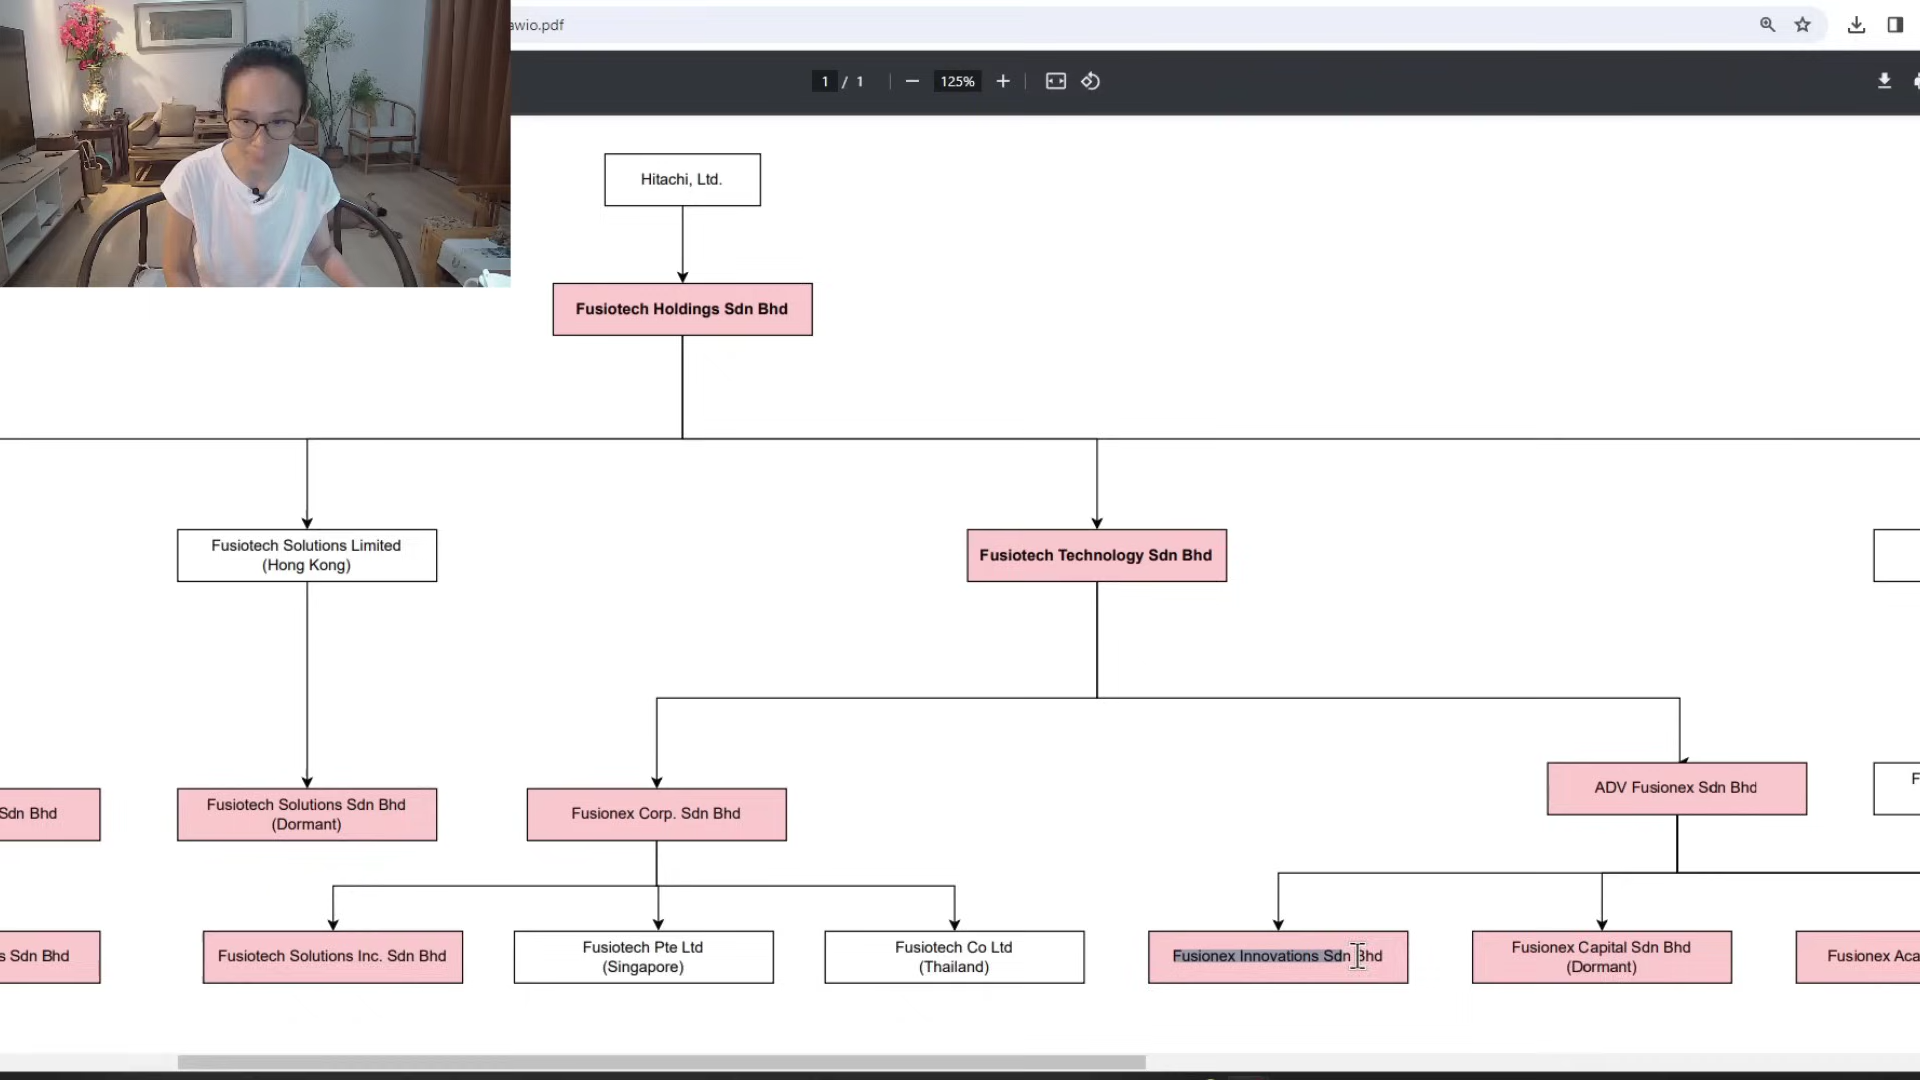 awio.pdf
1 / 1
125%
Hitachi, Ltd.
Fusiotech Holdings Sdn Bhd
Fusiotech Solutions Limited
(Hong Kong)
Fusiotech Technology Sdn Bhd
Sdn Bhd
Fusiotech Solutions Sdn Bhd
(Dormant)
Fusionex Corp. Sdn Bhd
ADV Fusionex Sdn Bhd
F
s Sdn Bhd
Fusiotech Solutions Inc. Sdn Bhd
Fusiotech Pte Ltd
(Singapore)
Fusiotech Co Ltd
(Thailand)
Fusionex Innovations Sdn Bhd
Fusionex Capital Sdn Bhd
(Dormant)
Fusionex Aca